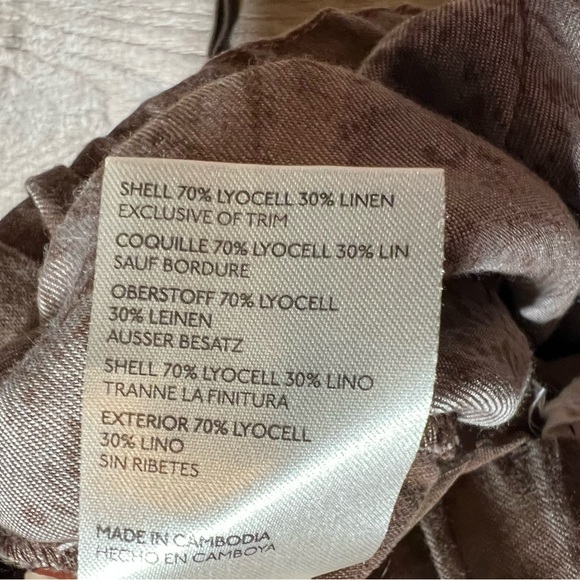 SHELL 70% LYOCELL 30% LINEN
EXCLUSIVE OF TRIM
COQUILLE 70% LYOCELL 30% LIN
SAUF BORDURE
OBERSTOFF 70% LYOCELL
30% LEINEN
AUSSER BESATZ
SHELL 70% LYOCELL 30% LINO
TRANNE LA FINITURA
EXTERIOR 70% LYOCELL
30% LINO
SIN RIBETES
MADE IN CAMBODIA
HECHO EN CAMBOYA